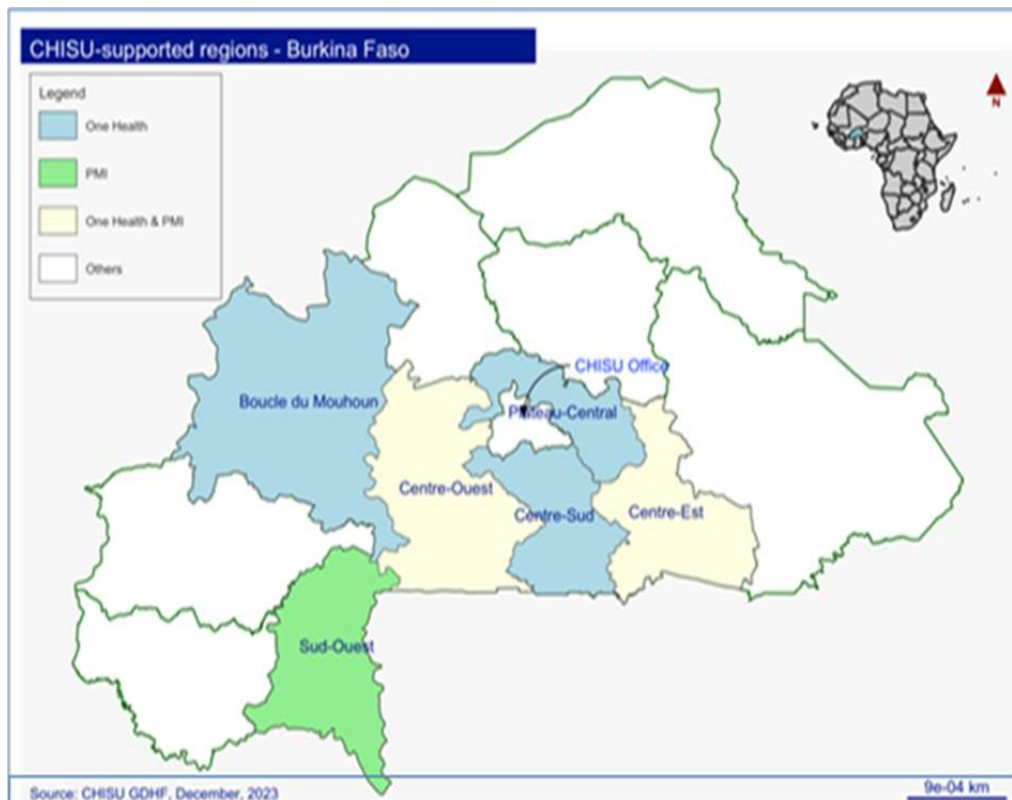 CHISU-supported regions - Burkina Faso
Legend
One Health
PMI
One Health & PMI
Others
N
CHISU Office
Boucle du Mouhoun
Plateau-Central
Centre-Ouest
Centre-Sud
Centre-Est
Sud-Ouest
Source: CHISU GDHF, December, 2023
9e-04 km